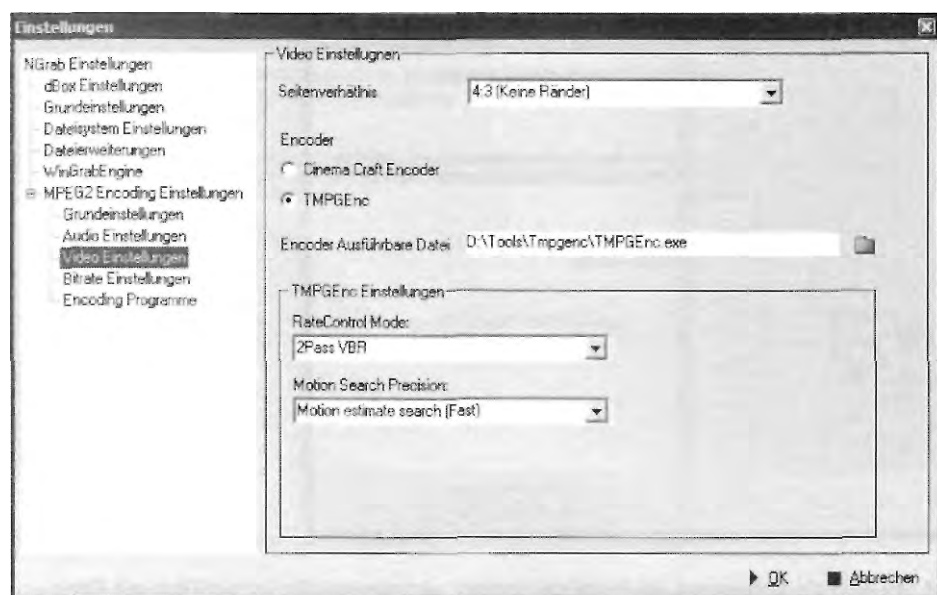 Einstellungen
NGrab Einstellungen
dBox Einstellungen
Grundeinstellungen
Dateisystem Einstellungen
Dateierweiterungen
WinGrabEngine
MPEG2 Encoding Einstellungen
Grundeinstellungen
Audio Einstellungen
Video Einstellungen
Bitrate Einstellungen
Encoding Programme
Video Einstellugnen
Seitenverhältnis
4:3 (Keine Ränder)
Encoder
Cinema Craft Encoder
TMPGEnc
Encoder Ausführbare Datei
D:\Tools\Tmpgenc\TMPGEnc.exe
TMPGEnc Einstellungen
RateControl Mode:
2Pass VBR
Motion Search Precision:
Motion estimate search (Fast)
OK
Abbrechen